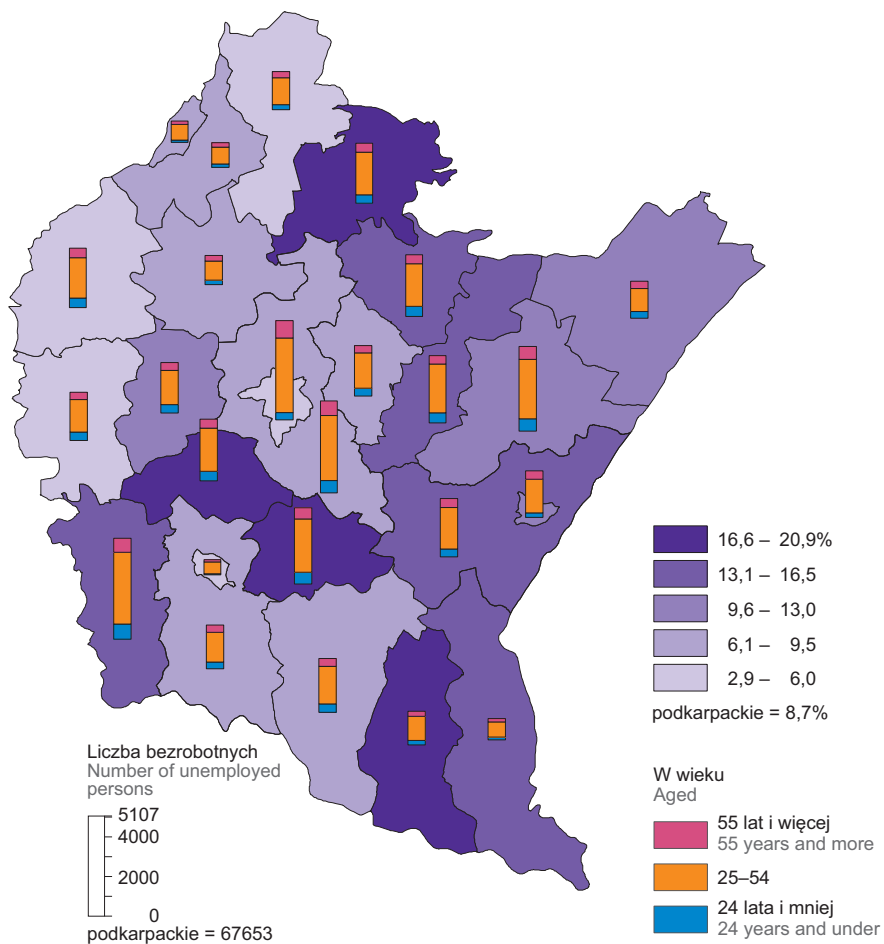 16,6 – 20,9%
13,1 – 16,5
9,6 – 13,0
6,1 – 9,5
2,9 – 6,0
podkarpackie = 8,7%
Liczba bezrobotnych
Number of unemployed
persons
5107
4000
2000
0
podkarpackie = 67653
W wieku
Aged
55 lat i więcej
55 years and more
25–54
24 lata i mniej
24 years and under